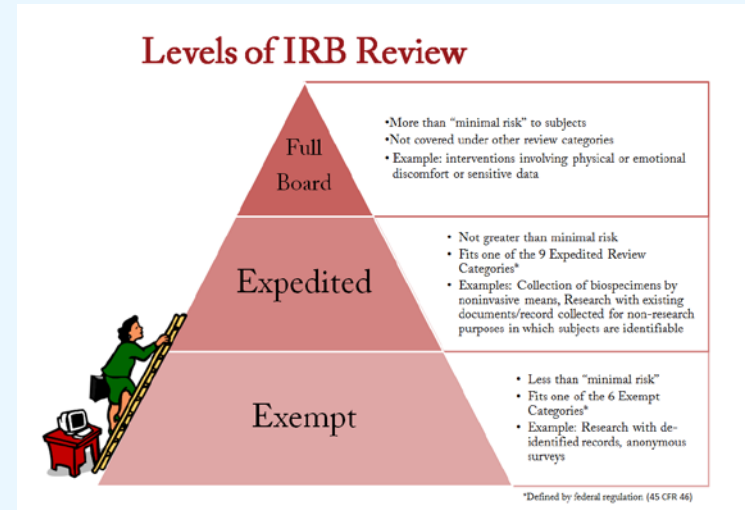 Levels of IRB Review
Full
Board
•More than “minimal risk” to subjects
•Not covered under other review categories
• Example: interventions involving physical or emotional
discomfort or sensitive data
Expedited
• Not greater than minimal risk
• Fits one of the 9 Expedited Review
Categories*
• Examples: Collection of biospecimens by
noninvasive means, Research with existing
documents/record collected for non-research
purposes in which subjects are identifiable
Exempt
• Less than “minimal risk”
• Fits one of the 6 Exempt
Categories*
• Example: Research with de-
identified records, anonymous
surveys
*Defined by federal regulation (45 CFR 46)